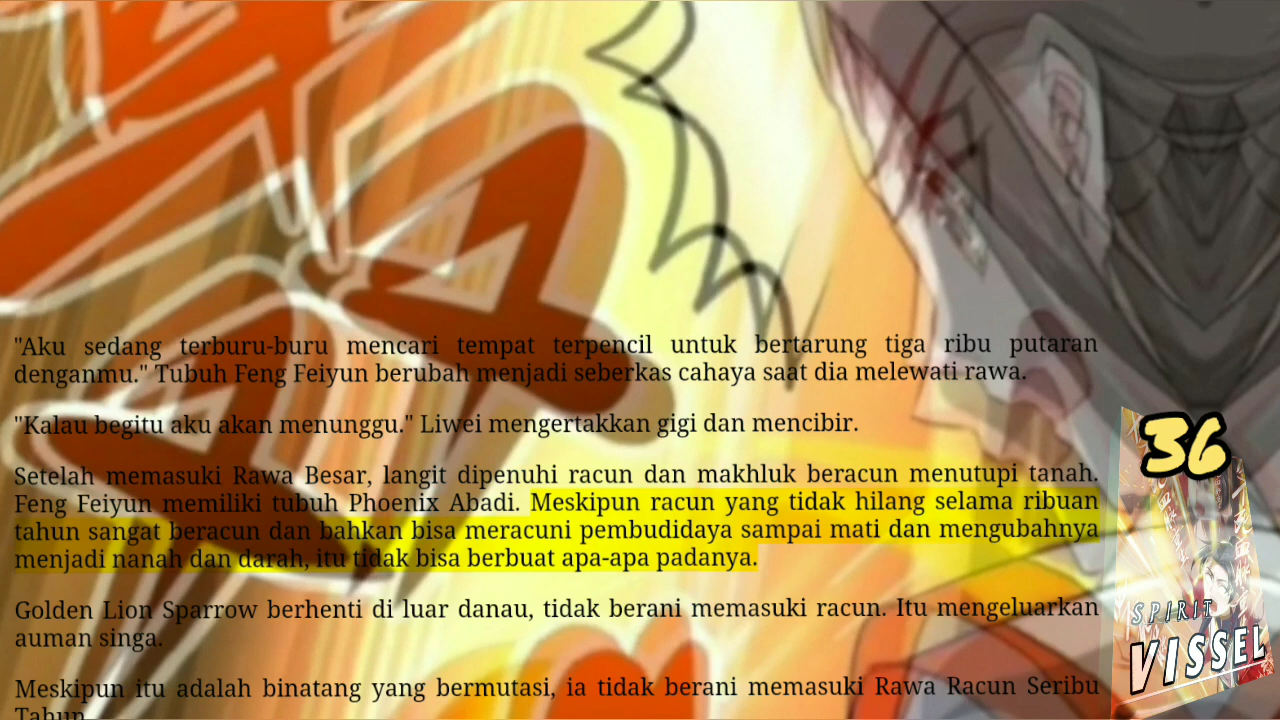 "Aku sedang terburu-buru mencari tempat terpencil untuk bertarung tiga ribu putaran
denganmu." Tubuh Feng Feiyun berubah menjadi seberkas cahaya saat dia melewati rawa.
"Kalau begitu aku akan menunggu." Liwei mengertakkan gigi dan mencibir.
Setelah memasuki Rawa Besar, langit dipenuhi racun dan makhluk beracun menutupi tanah.
Feng Feiyun memiliki tubuh Phoenix Abadi. Meskipun racun yang tidak hilang selama ribuan
tahun sangat beracun dan bahkan bisa meracuni pembudidaya sampai mati dan mengubahnya
menjadi nanah dan darah, itu tidak bisa berbuat apa-apa padanya.
Golden Lion Sparrow berhenti di luar danau, tidak berani memasuki racun. Itu mengeluarkan
auman singa.
Meskipun itu adalah binatang yang bermutasi, ia tidak berani memasuki Rawa Racun Seribu
Tahun
36
SPIRIT
VISSEL